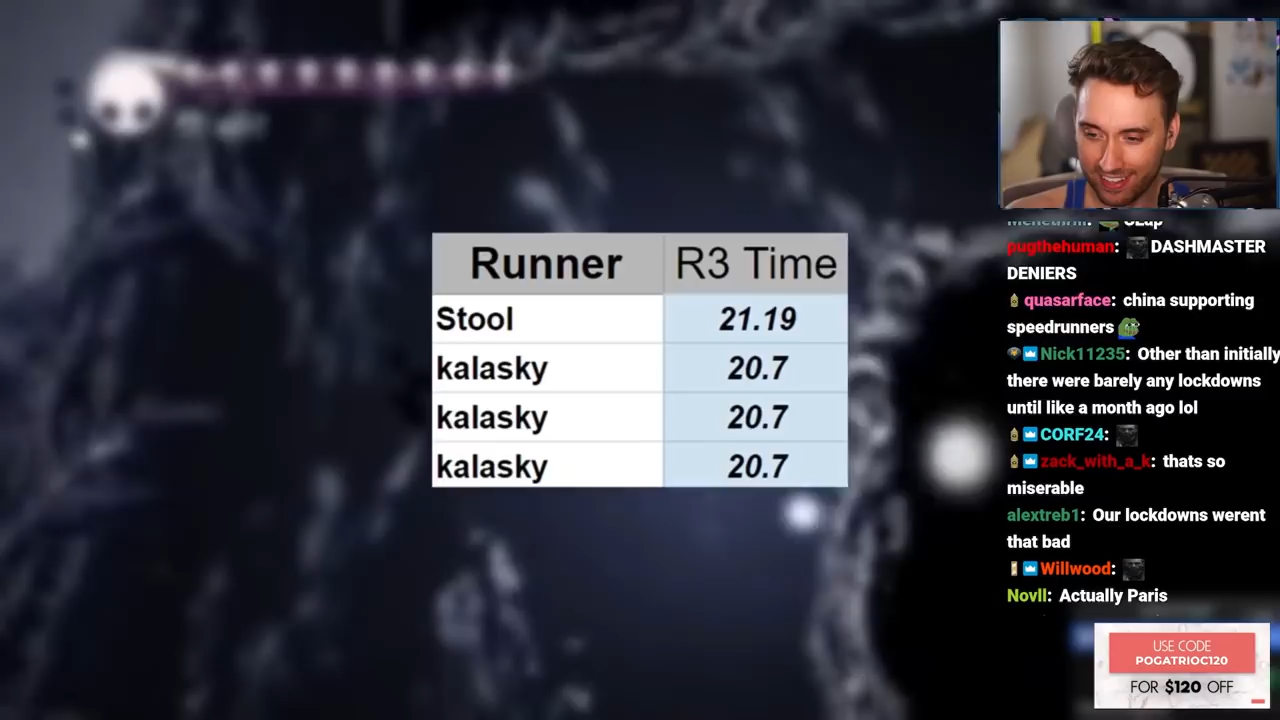 Runner R3 Time
Stool 21.19
kalasky 20.7
kalasky 20.7
kalasky 20.7
pugthehuman: DASHMASTER
DENIERS
quasarface: china supporting
speedrunners
Nick11235: Other than initially
there were barely any lockdowns
until like a month ago lol
CORF24:
zack_with_a_k: thats so
miserable
alextreb1: Our lockdowns werent
that bad
Willwood:
Novll: Actually Paris
USE CODE
POGATRIOC120
FOR $120 OFF